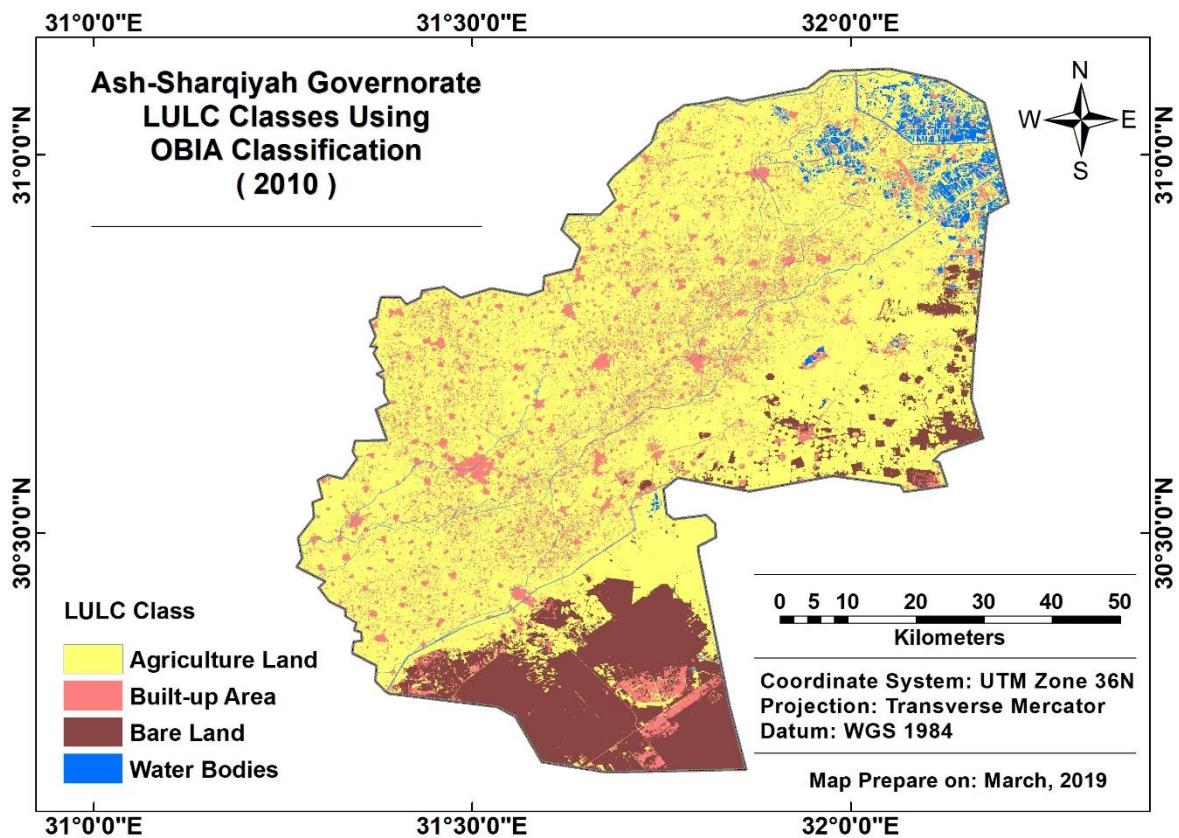 31°0'0"E 31°30'0"E 32°0'0"E
Ash-Sharqiyah Governorate
LULC Classes Using
OBIA Classification
( 2010 )
N
W E
S
31°0'0"N 31°0'0"N
30°30'0"N 30°30'0"N
LULC Class
Agriculture Land
Built-up Area
Bare Land
Water Bodies
0 5 10 20 30 40 50
Kilometers
Coordinate System: UTM Zone 36N
Projection: Transverse Mercator
Datum: WGS 1984
Map Prepare on: March, 2019
31°0'0"E 31°30'0"E 32°0'0"E